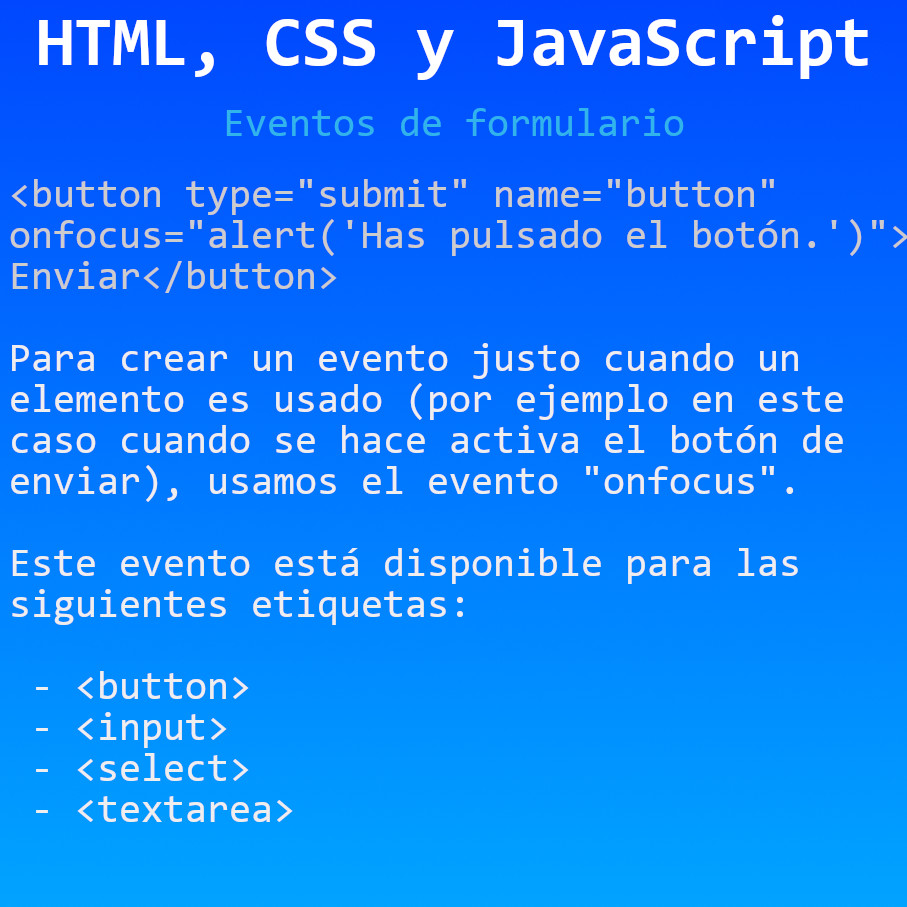 HTML, CSS y JavaScript
Eventos de formulario
<button type="submit" name="button"
onfocus="alert('Has pulsado el botón.')">
Enviar</button>
Para crear un evento justo cuando un
elemento es usado (por ejemplo en este
caso cuando se hace activa el botón de
enviar), usamos el evento "onfocus".
Este evento está disponible para las
siguientes etiquetas:
- <button>
- <input>
- <select>
- <textarea>